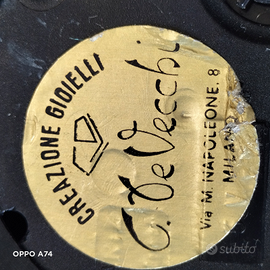 CREAZIONE GIOIELLI
C. De Vecchi
Via M. NAPOLEONE, 8
MILANO
OPPO A74
subito